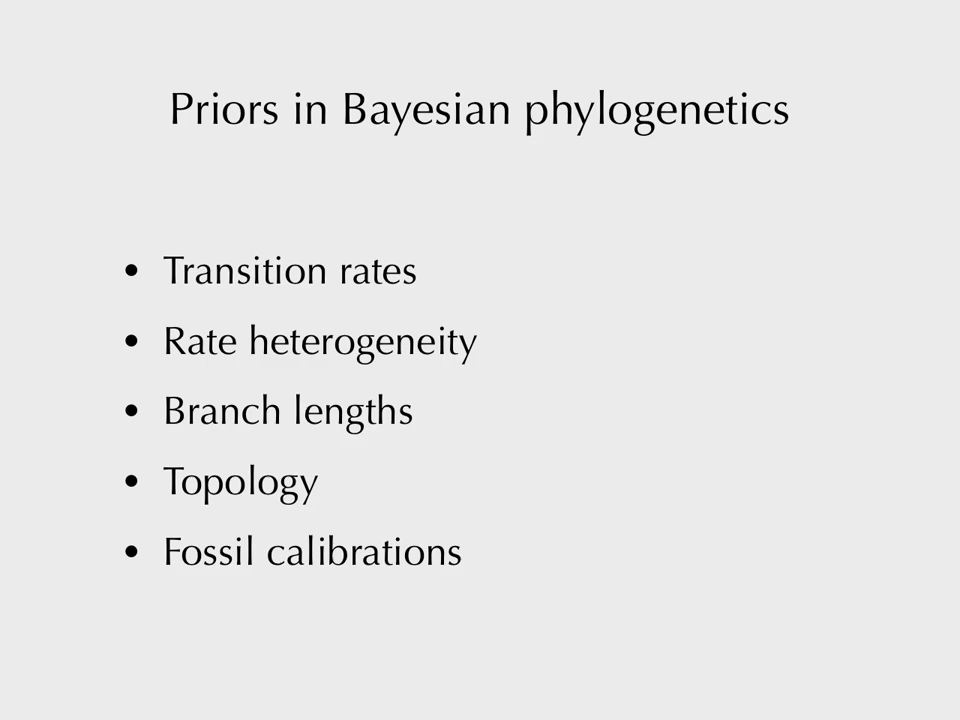 Priors in Bayesian phylogenetics
• Transition rates
• Rate heterogeneity
• Branch lengths
• Topology
• Fossil calibrations